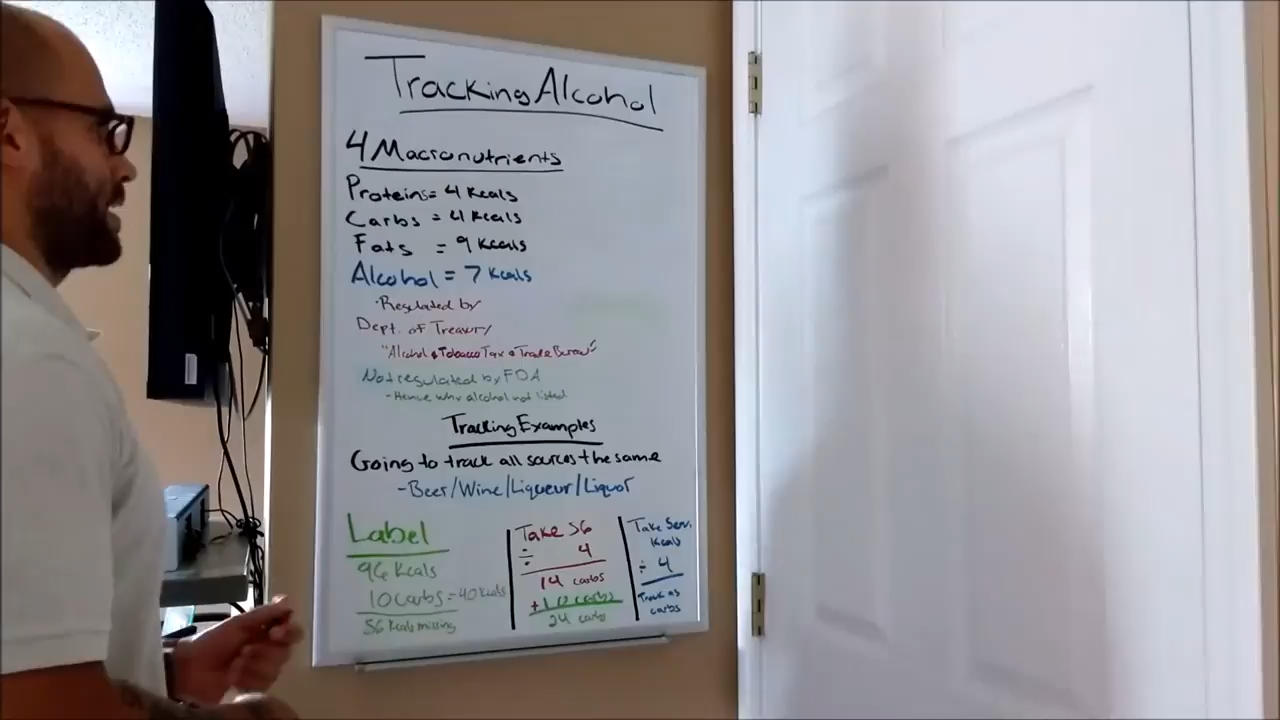 Tracking Alcohol
4 Macronutrients
Proteins = 4 Kcals
Carbs = 4 Kcals
Fats = 9 Kcals
Alcohol = 7 Kcals
·Regulated by
Dept. of Treasury
"Alcohol & Tobacco Tax & Trade Bureau"
Not regulated by FDA
- Hence why alcohol not listed
Tracking Examples
Going to track all sources the same
- Beer/Wine/Liqueur/Liquor
Label
96 Kcals
10 carbs = 40 Kcals
56 Kcals missing
Take 56
÷ 4
14 carbs
+ 10 carbs
24 carbs
Take Serv.
Kcals
÷ 4
Track as
carbs